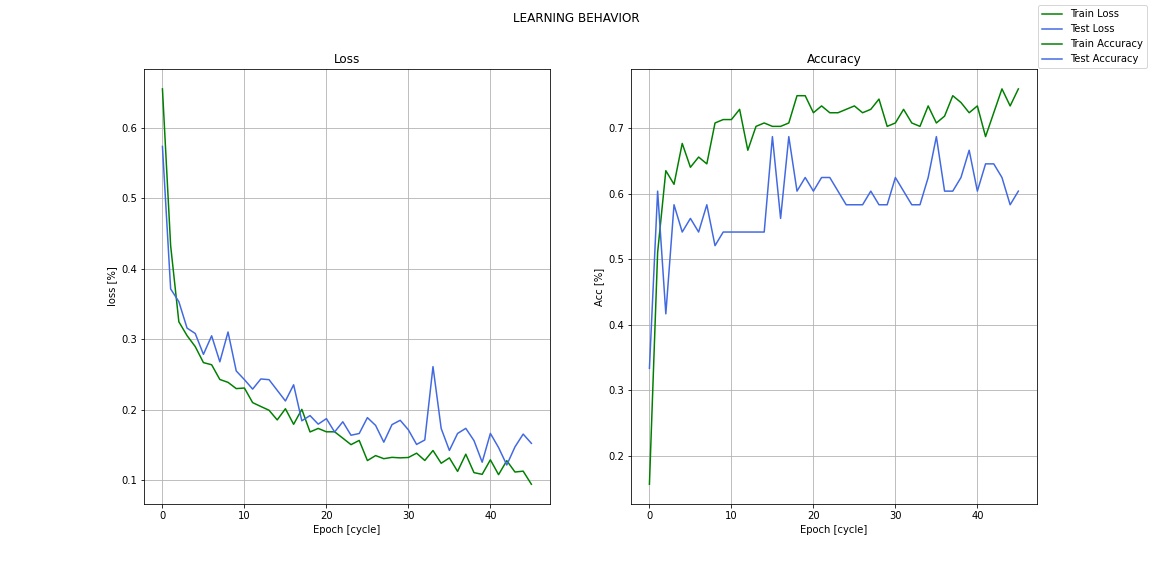 LEARNING BEHAVIOR
Train Loss
Test Loss
Train Accuracy
Test Accuracy
Loss
0.6
0.5
0.4
0.3
0.2
0.1
loss [%]
0 10 20 30 40
Epoch [cycle]
Accuracy
0.7
0.6
0.5
0.4
0.3
0.2
Acc [%]
0 10 20 30 40
Epoch [cycle]